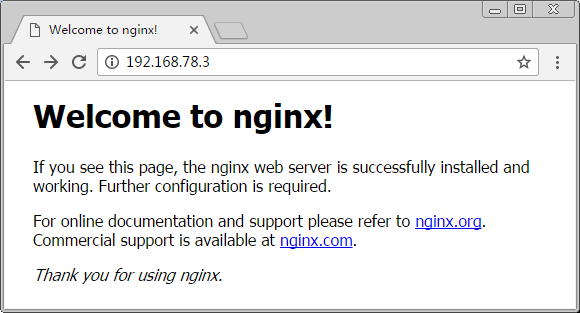 Welcome to nginx!
192.168.78.3
Welcome to nginx!
If you see this page, the nginx web server is successfully installed and
working. Further configuration is required.
For online documentation and support please refer to nginx.org.
Commercial support is available at nginx.com.
Thank you for using nginx.